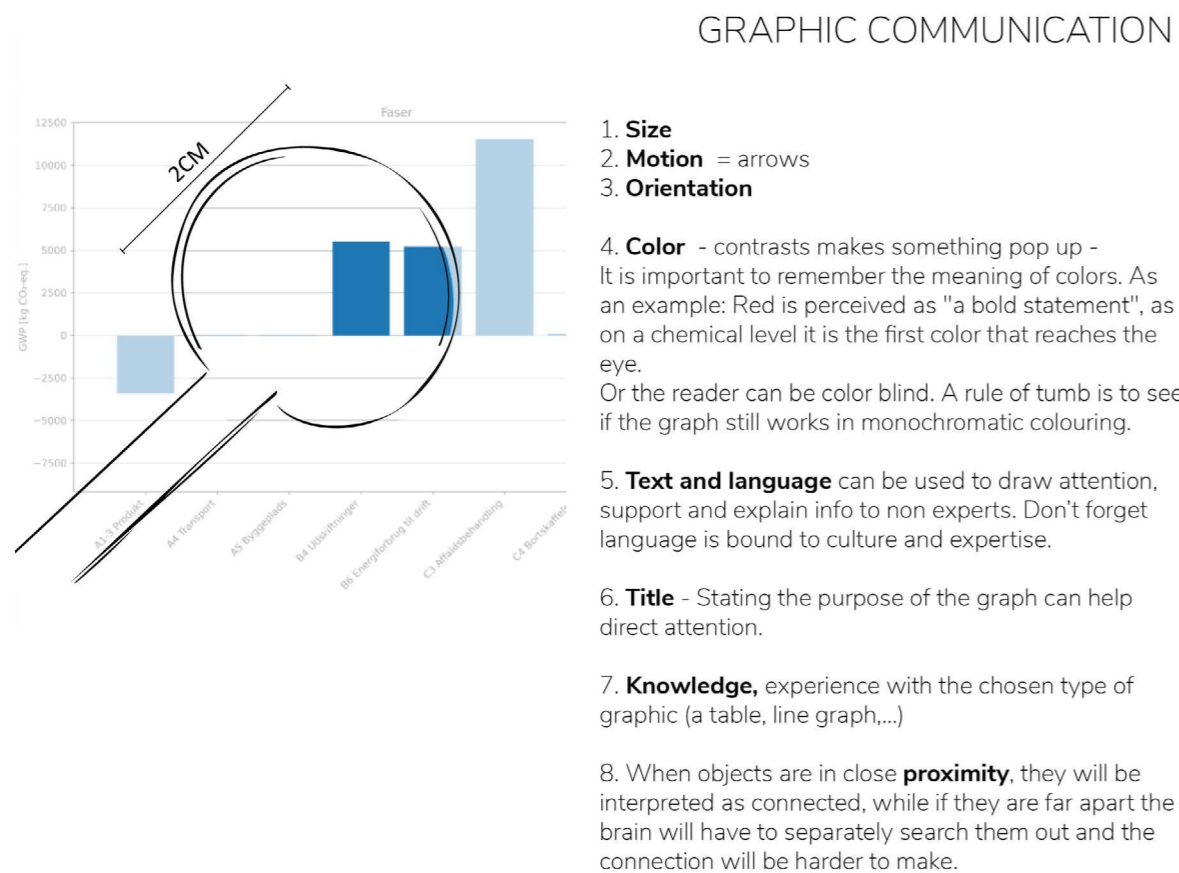 GRAPHIC COMMUNICATION
2CM
Faser
12500
10000
7500
5000
2500
0
−2500
−5000
−7500
GWP [kg CO₂-eq.]
A1-3 Produkt
A4 Transport
A5 Byggeplads
B4 Udskiftninger
B6 Energiforbrug til drift
C3 Affaldsbehandling
1. Size
2. Motion = arrows
3. Orientation
4. Color - contrasts makes something pop up -
It is important to remember the meaning of colors. As
an example: Red is perceived as "a bold statement", as
on a chemical level it is the first color that reaches the
eye.
Or the reader can be color blind. A rule of tumb is to see
if the graph still works in monochromatic colouring.
5. Text and language can be used to draw attention,
support and explain info to non experts. Don't forget
language is bound to culture and expertise.
6. Title - Stating the purpose of the graph can help
direct attention.
7. Knowledge, experience with the chosen type of
graphic (a table, line graph,...)
8. When objects are in close proximity, they will be
interpreted as connected, while if they are far apart the
brain will have to separately search them out and the
connection will be harder to make.